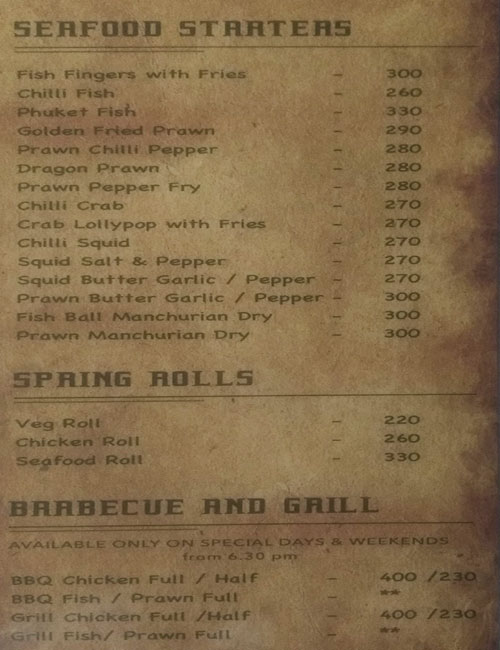 SEAFOOD STARTERS
Fish Fingers with Fries - 300
Chilli Fish - 260
Phuket Fish - 330
Golden Fried Prawn - 290
Prawn Chilli Pepper - 280
Dragon Prawn - 280
Prawn Pepper Fry - 280
Chilli Crab - 270
Crab Lollypop with Fries - 270
Chilli Squid - 270
Squid Salt & Pepper - 270
Squid Butter Garlic / Pepper - 270
Prawn Butter Garlic / Pepper - 300
Fish Ball Manchurian Dry - 300
Prawn Manchurian Dry - 300
SPRING ROLLS
Veg Roll - 220
Chicken Roll - 260
Seafood Roll - 330
BARBECUE AND GRILL
AVAILABLE ONLY ON SPECIAL DAYS & WEEKENDS
from 6.30 pm
BBQ Chicken Full / Half - 400 /230
BBQ Fish / Prawn Full - **
Grill Chicken Full /Half - 400 /230
Grill Fish/ Prawn Full - **